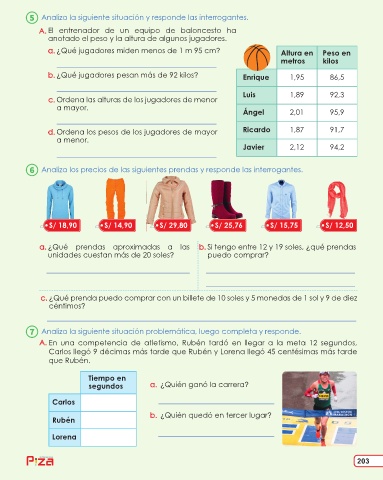 5 Analiza la siguiente situación y responde las interrogantes.
A. El entrenador de un equipo de baloncesto ha
anotado el peso y la altura de algunos jugadores.
a. ¿Qué jugadores miden menos de 1 m 95 cm?
b. ¿Qué jugadores pesan más de 92 kilos?
c. Ordena las alturas de los jugadores de menor
a mayor.
d. Ordena los pesos de los jugadores de mayor
a menor.
Altura en metros Peso en kilos
Enrique 1,95 86,5
Luis 1,89 92,3
Ángel 2,01 95,9
Ricardo 1,87 91,7
Javier 2,12 94,2
6 Analiza los precios de las siguientes prendas y responde las interrogantes.
S/ 18,90 S/ 14,90 S/ 29,80 S/ 25,76 S/ 15,75 S/ 12,50
a. ¿Qué prendas aproximadas a las
unidades cuestan más de 20 soles?
b. Si tengo entre 12 y 19 soles, ¿qué prendas
puedo comprar?
c. ¿Qué prenda puedo comprar con un billete de 10 soles y 5 monedas de 1 sol y 9 de diez
céntimos?
7 Analiza la siguiente situación problemática, luego completa y responde.
A. En una competencia de atletismo, Rubén tardó en llegar a la meta 12 segundos,
Carlos llegó 9 décimas más tarde que Rubén y Lorena llegó 45 centésimas más tarde
que Rubén.
Tiempo en
segundos
Carlos
Rubén
Lorena
a. ¿Quién ganó la carrera?
b. ¿Quién quedó en tercer lugar?
P:za
203